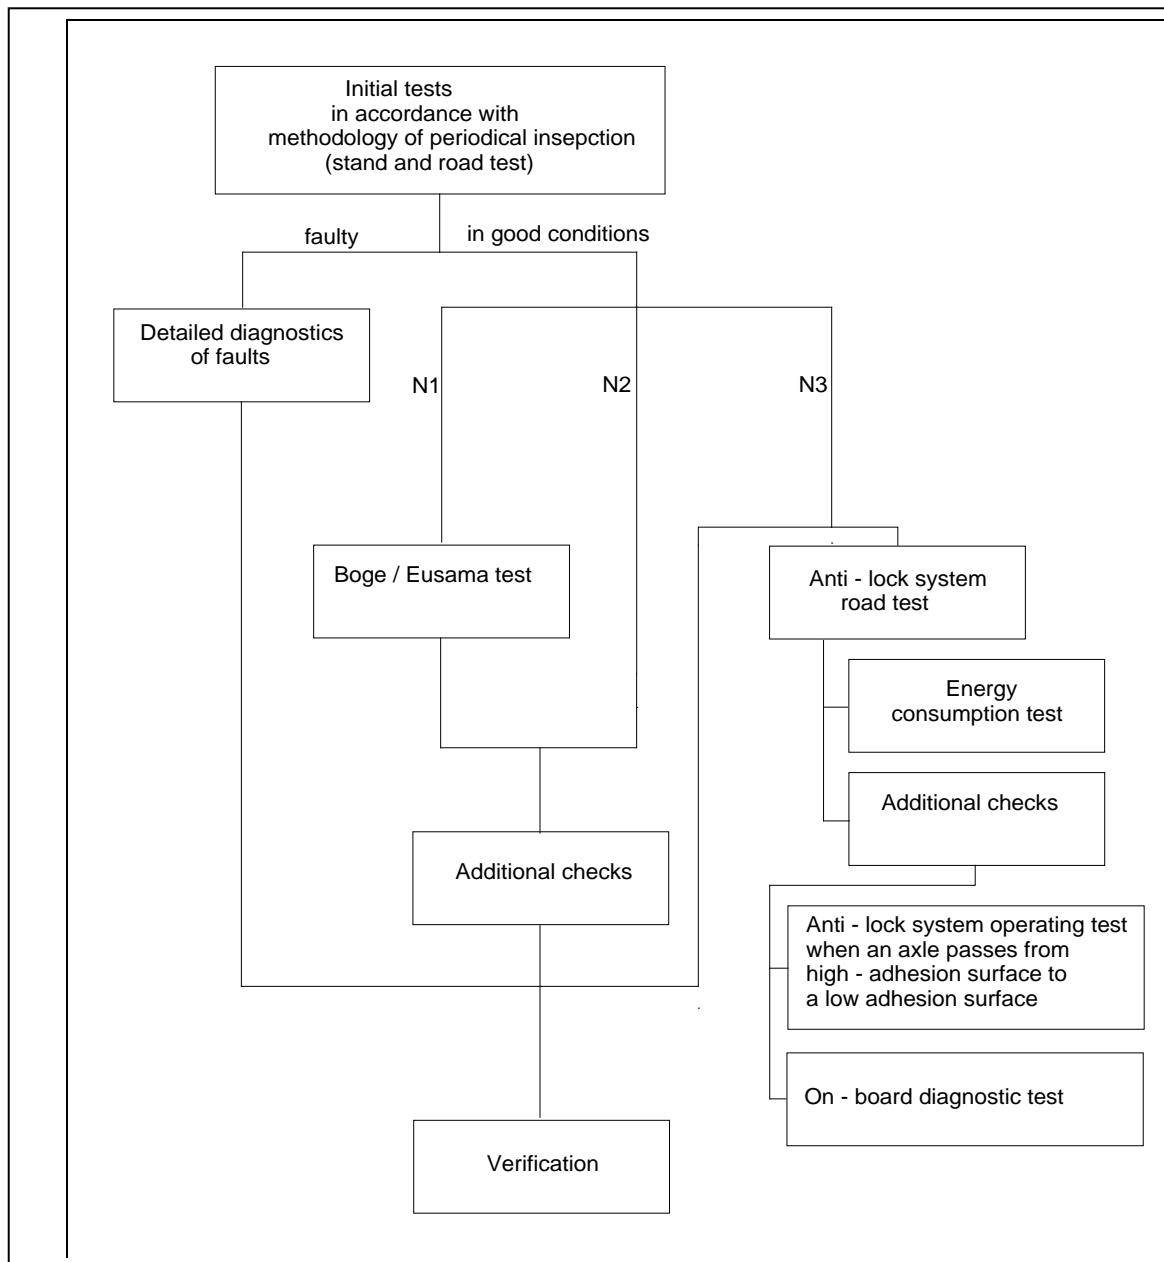 Initial tests
in accordance with
methodology of periodical insepction
(stand and road test)
faulty
in good conditions
Detailed diagnostics
of faults
N1
N2
N3
Boge / Eusama test
Anti - lock system
road test
Energy
consumption test
Additional checks
Additional checks
Anti - lock system operating test
when an axle passes from
high - adhesion surface to
a low adhesion surface
On - board diagnostic test
Verification